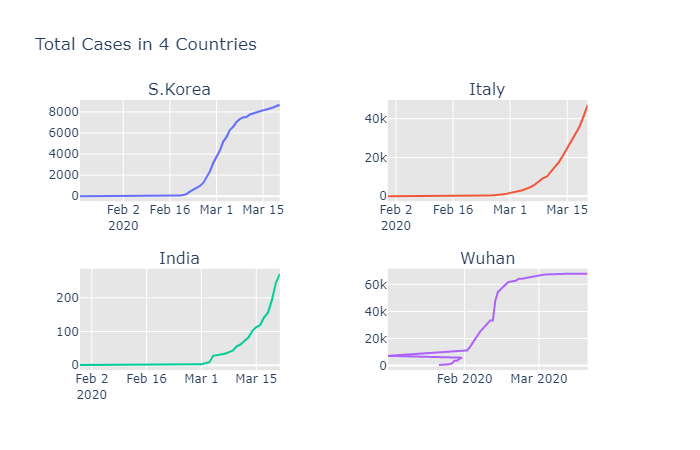 Total Cases in 4 Countries
S.Korea
8000
6000
4000
2000
0
Feb 2
2020
Feb 16
Mar 1
Mar 15
Italy
40k
20k
0
Feb 2
2020
Feb 16
Mar 1
Mar 15
India
200
100
0
Feb 2
2020
Feb 16
Mar 1
Mar 15
Wuhan
60k
40k
20k
0
Feb 2020
Mar 2020